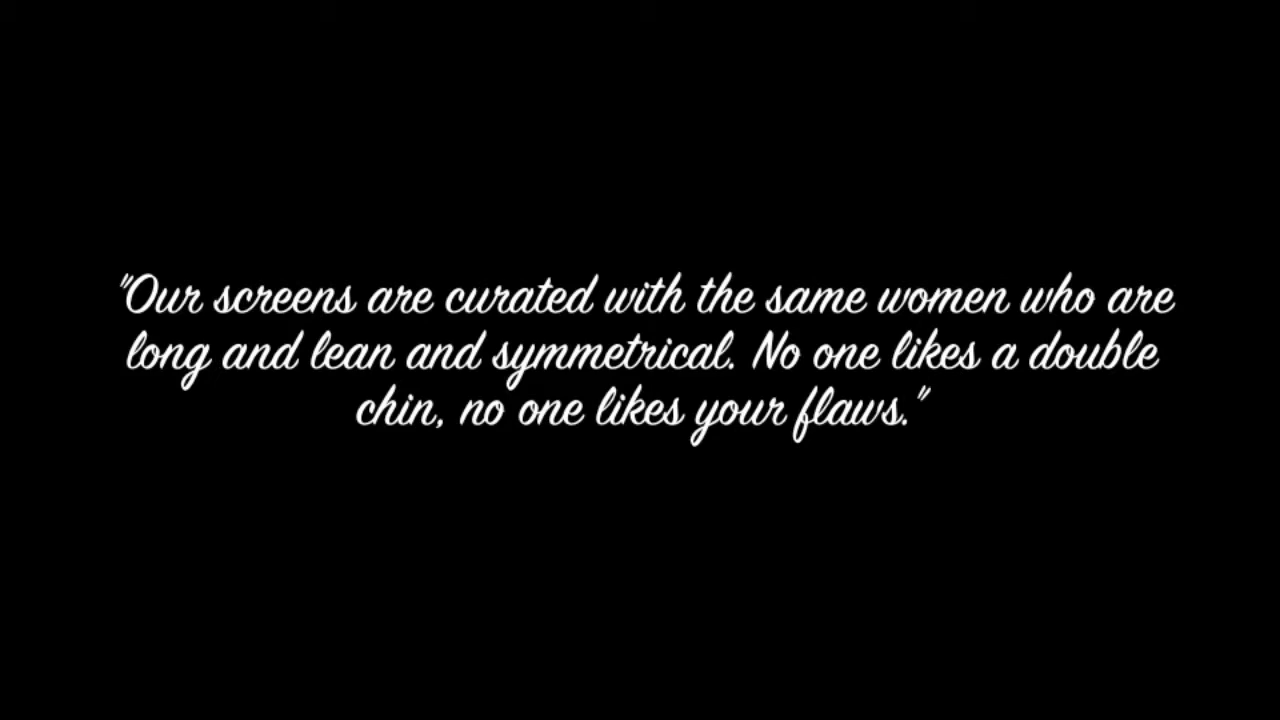 "Our screens are curated with the same women who are
long and lean and symmetrical. No one likes a double
chin, no one likes your flaws."